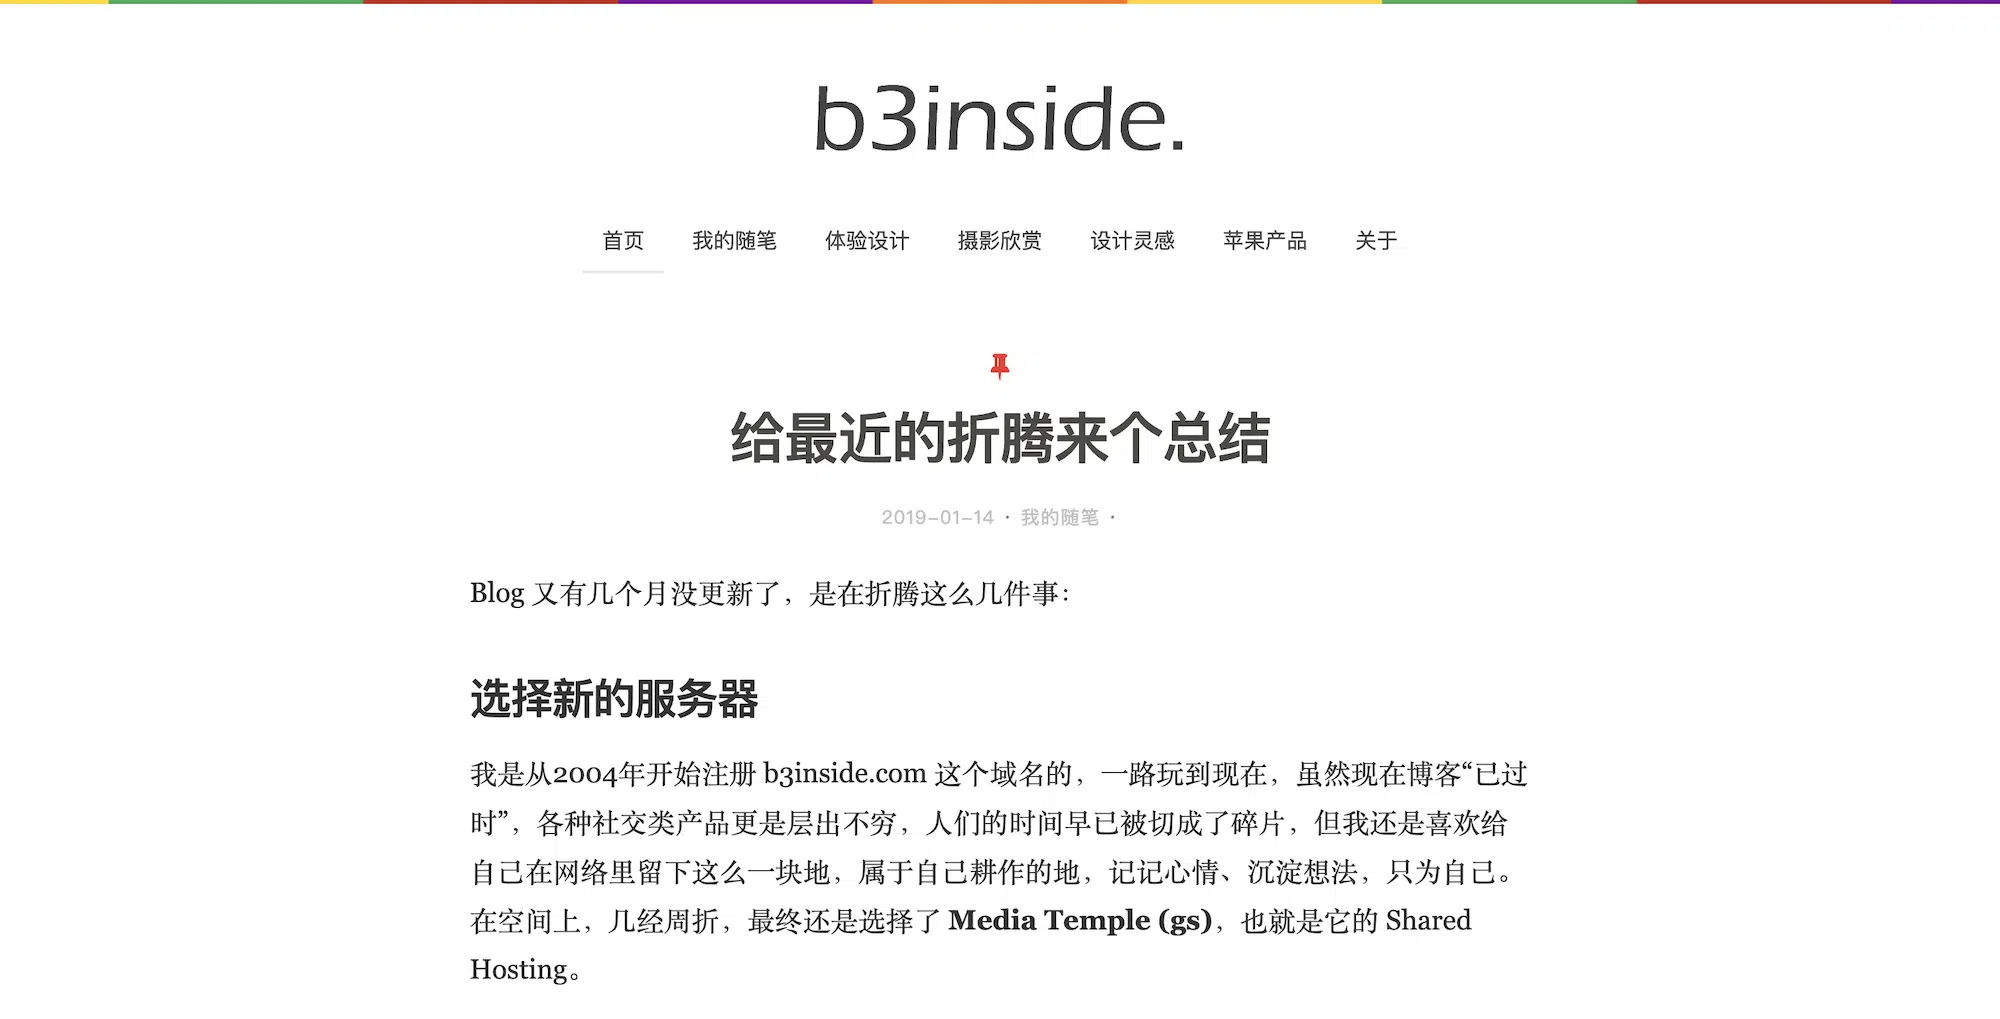 b3inside.
首页 我的随笔 体验设计 摄影欣赏 设计灵感 苹果产品 关于
给最近的折腾来个总结
2019-01-14 · 我的随笔 ·
Blog 又有几个月没更新了，是在折腾这么几件事：
选择新的服务器
我是从2004年开始注册 b3inside.com 这个域名的，一路玩到现在，虽然现在博客“已过
时”，各种社交类产品更是层出不穷，人们的时间早已被切成了碎片，但我还是喜欢给
自己在网络里留下这么一块地，属于自己耕作的地，记记心情、沉淀想法，只为自己。
在空间上，几经周折，最终还是选择了 Media Temple (gs)，也就是它的 Shared
Hosting。